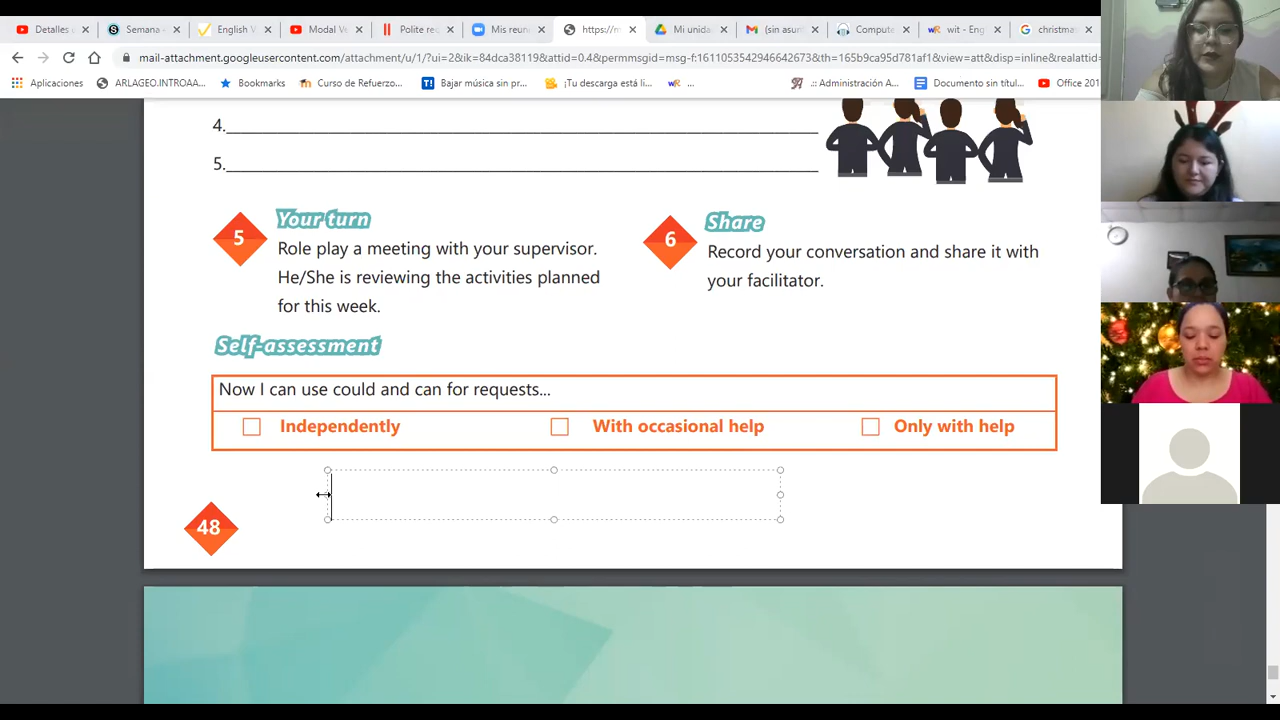 Detalles
Semana -
English V
Modal Ve
Polite rec
Mis reun
https://m
Mi unida
(sin asun
Compute
wit - Eng
christma
mail-attachment.googleusercontent.com/attachment/u/1/?ui=2&ik=84dca38119&attid=0.4&permmsgid=msg-f:1611053542946642673&th=165b9ca95d781af1&view=att&disp=inline&realattid=
Aplicaciones
ARLAGEO.INTROAA...
Bookmarks
Curso de Refuerzo...
Bajar música sin pr...
¡Tu descarga está li...
...
.:: Administración A...
Documento sin títul...
Office 201
4.
5.
5
Your turn
Role play a meeting with your supervisor.
He/She is reviewing the activities planned
for this week.
6
Share
Record your conversation and share it with
your facilitator.
Self-assessment
Now I can use could and can for requests...
Independently
With occasional help
Only with help
48